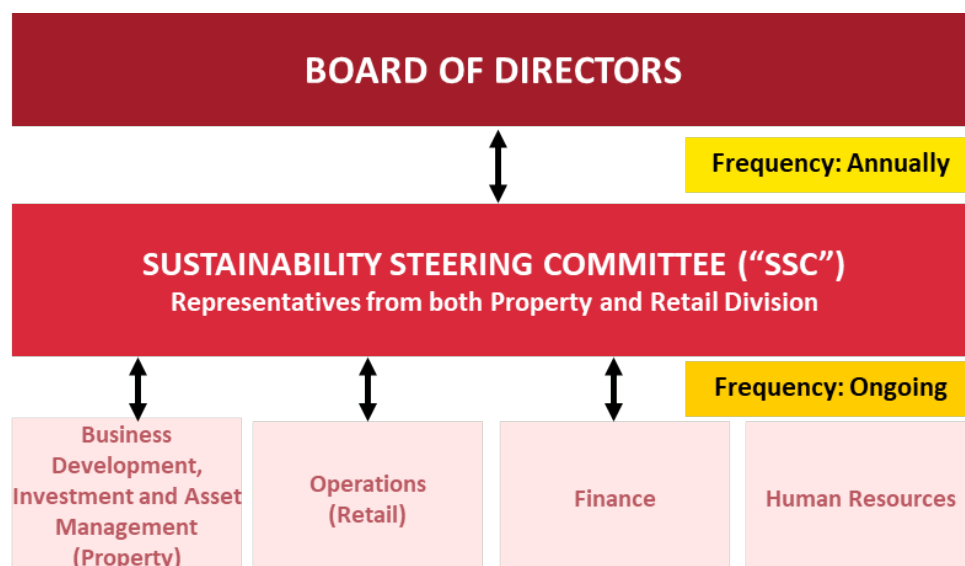 BOARD OF DIRECTORS
Frequency: Annually
SUSTAINABILITY STEERING COMMITTEE (“SSC”)
Representatives from both Property and Retail Division
Frequency: Ongoing
Business
Development,
Investment and Asset
Management
(Property)
Operations
(Retail)
Finance
Human Resources